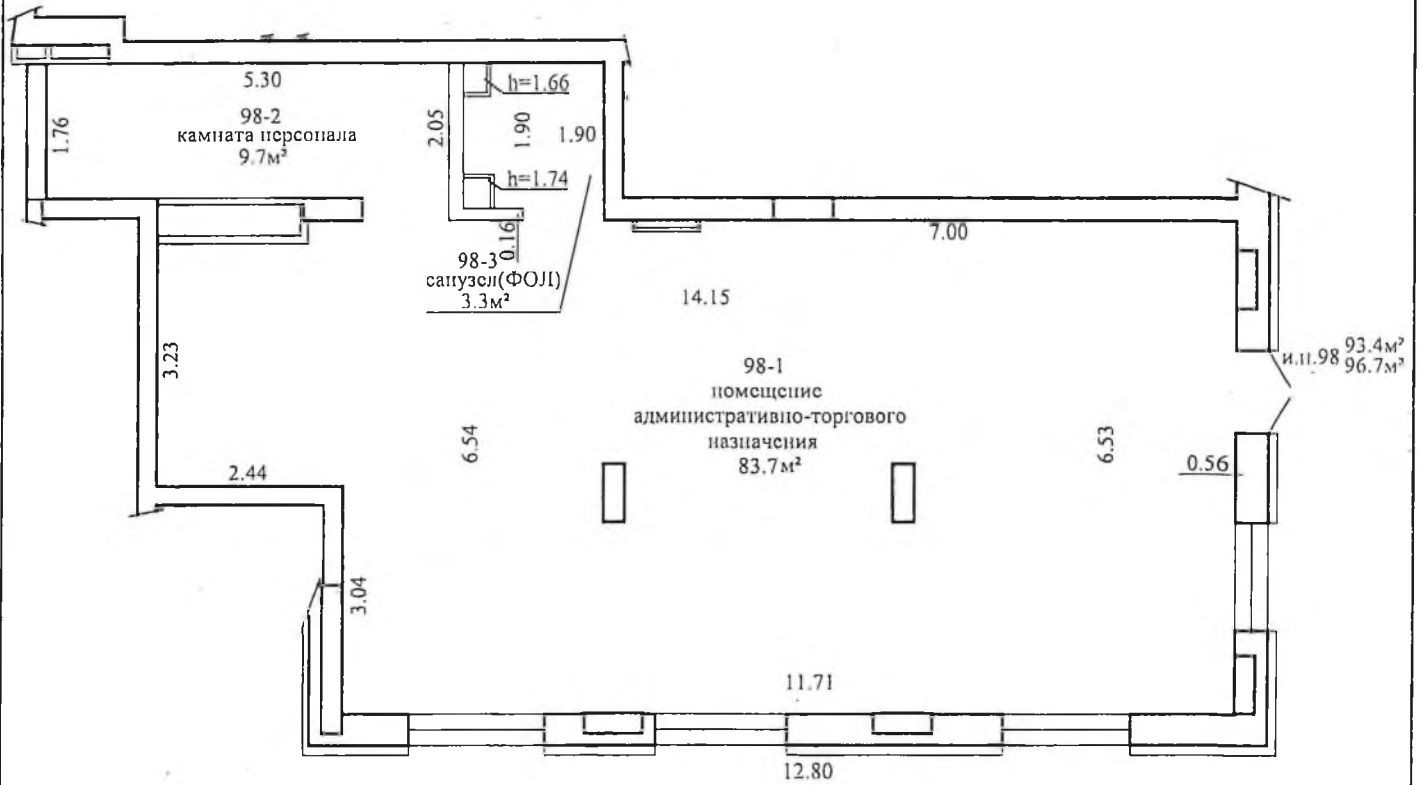 5.30
h=1.66
1.76
98-2
камната персонала
9.7м²
2.05
1.90
1.90
h=1.74
0.16
7.00
98-3
санузел(ФОЛ)
3.3м²
14.15
3.23
98-1
помещение
административно-торгового
назначения
83.7м²
и.п.98
93.4м²
96.7м²
6.54
6.53
0.56
2.44
3.04
11.71
12.80